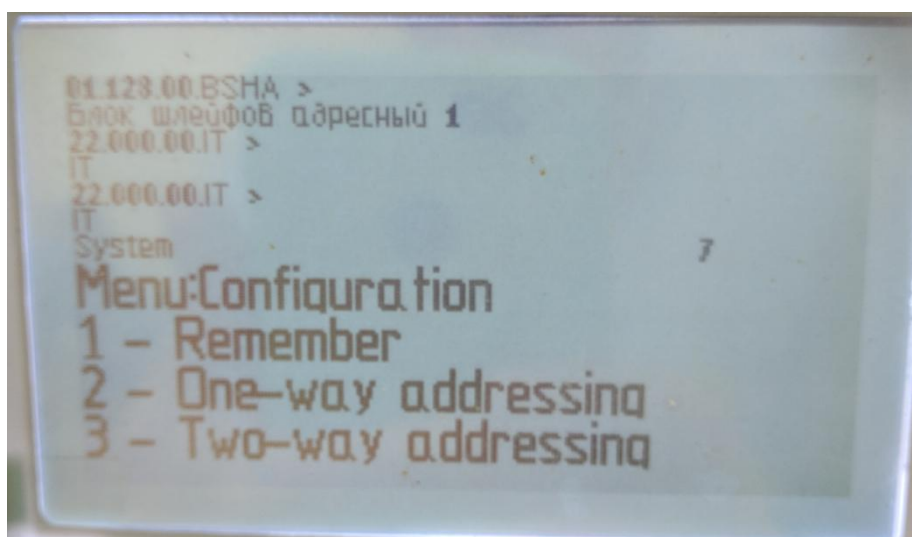 01.123.00.BSHA >
Блок шлейфов адресный 1
22.000.00.IT >
IT
22.000.00.IT >
IT
System 7
Menu:Configuration
1 - Remember
2 - One-way addressing
3 - Two-way addressing